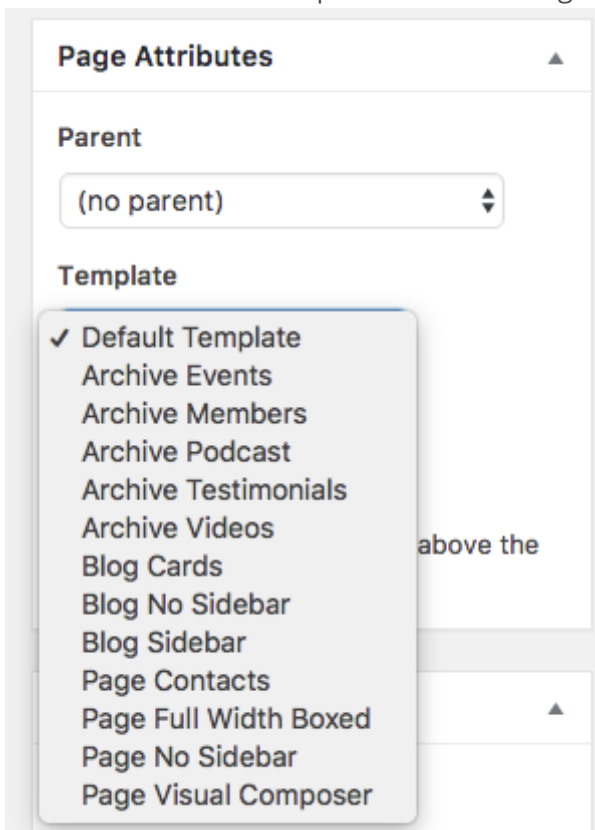 Page Attributes
Parent
(no parent)
Template
✓ Default Template
Archive Events
Archive Members
Archive Podcast
Archive Testimonials
Archive Videos
above the
Blog Cards
Blog No Sidebar
Blog Sidebar
Page Contacts
Page Full Width Boxed
Page No Sidebar
Page Visual Composer